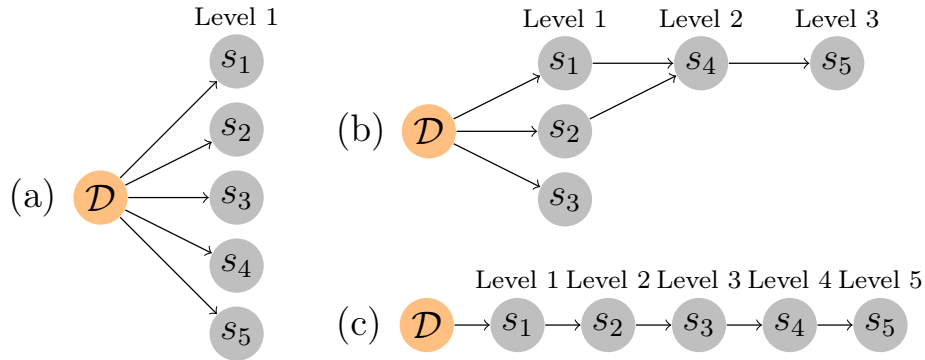 Level 1
s₁
s₂
(a) 𝒟 s₃
s₄
s₅
Level 1 Level 2 Level 3
s₁ s₄ s₅
(b) 𝒟 s₂
s₃
Level 1 Level 2 Level 3 Level 4 Level 5
(c) 𝒟 s₁ s₂ s₃ s₄ s₅